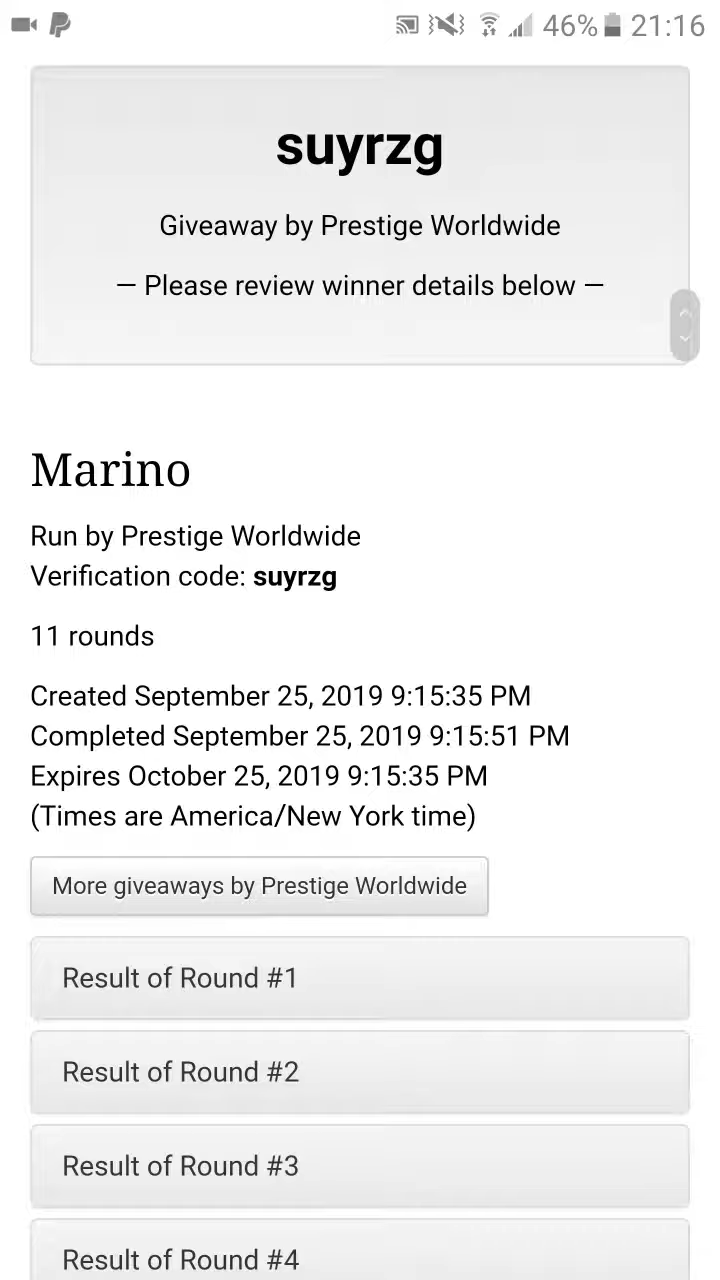 46% 21:16
suyrzg
Giveaway by Prestige Worldwide
— Please review winner details below —
Marino
Run by Prestige Worldwide
Verification code: suyrzg
11 rounds
Created September 25, 2019 9:15:35 PM
Completed September 25, 2019 9:15:51 PM
Expires October 25, 2019 9:15:35 PM
(Times are America/New York time)
More giveaways by Prestige Worldwide
Result of Round #1
Result of Round #2
Result of Round #3
Result of Round #4